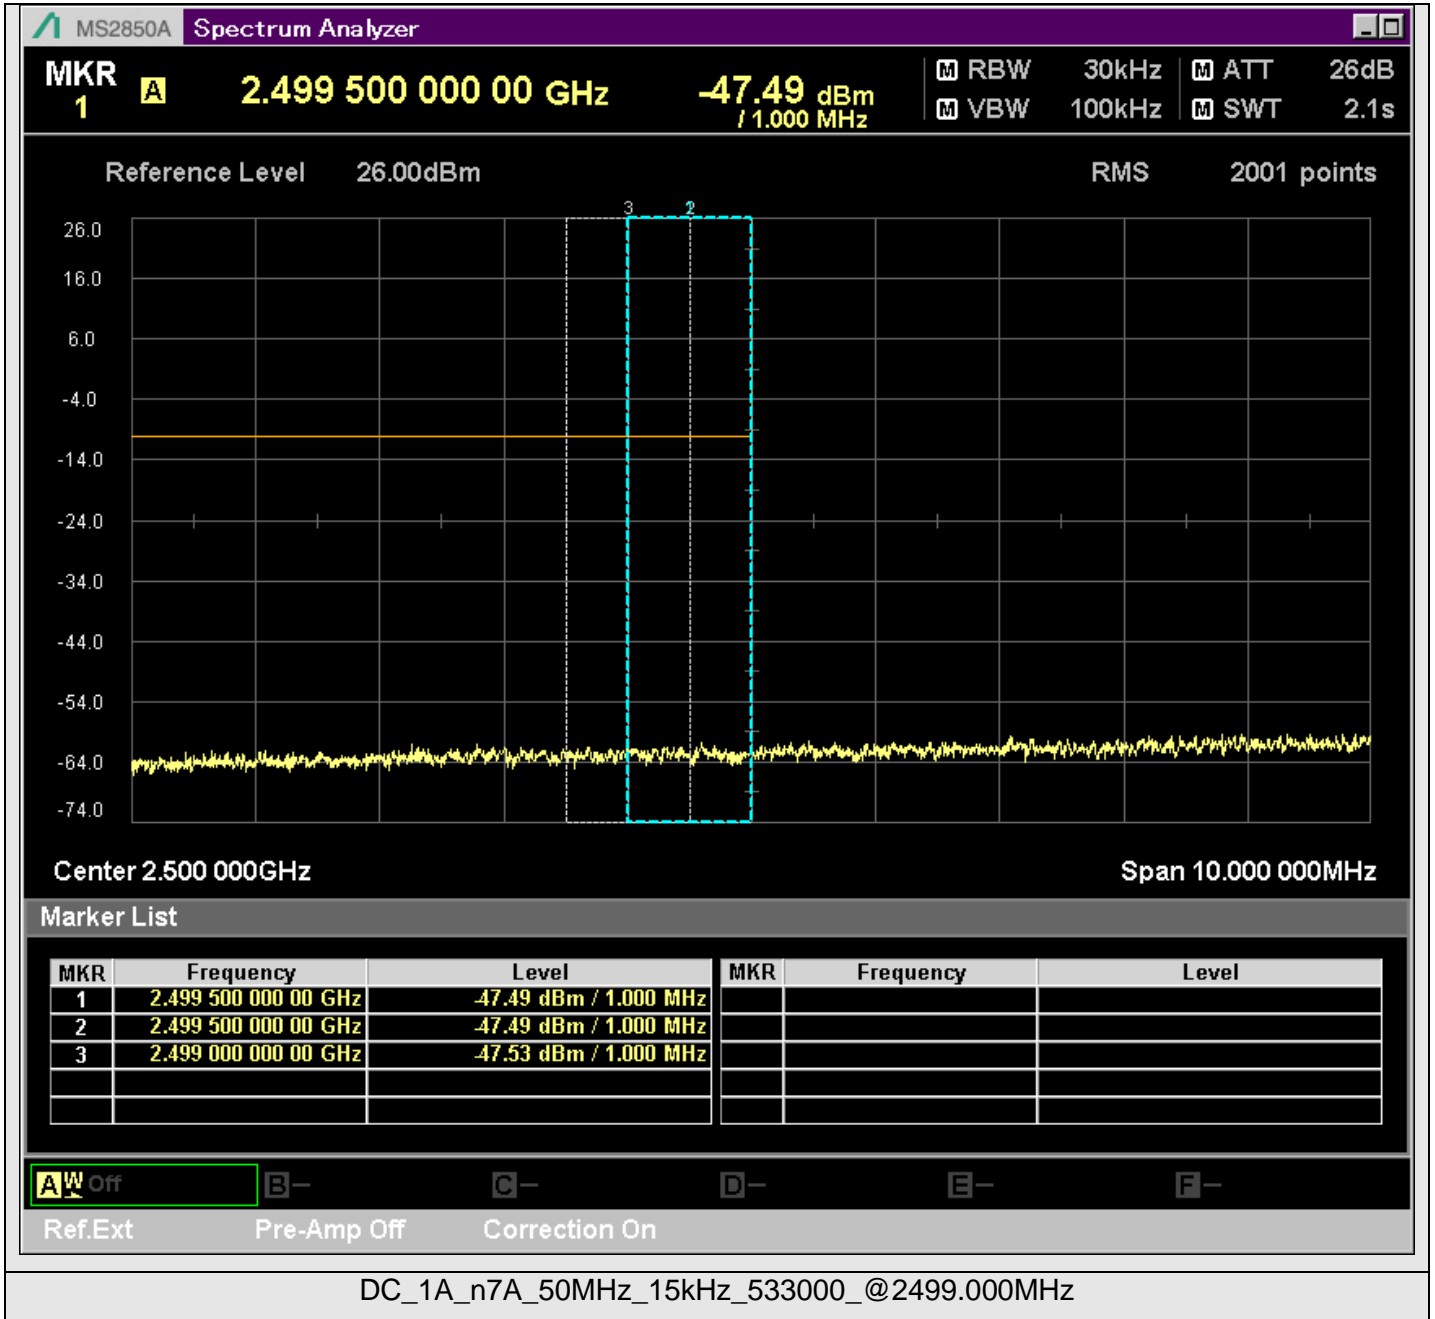 MS2850A Spectrum Analyzer
MKR 1 A 2.499 500 000 00 GHz -47.49 dBm / 1.000 MHz
M RBW 30kHz M ATT 26dB
M VBW 100kHz M SWT 2.1s
Reference Level 26.00dBm RMS 2001 points
3 2
26.0
16.0
6.0
-4.0
-14.0
-24.0
-34.0
-44.0
-54.0
-64.0
-74.0
Center 2.500 000GHz Span 10.000 000MHz
Marker List
MKR Frequency Level MKR Frequency Level
1 2.499 500 000 00 GHz -47.49 dBm / 1.000 MHz
2 2.499 500 000 00 GHz -47.49 dBm / 1.000 MHz
3 2.499 000 000 00 GHz -47.53 dBm / 1.000 MHz
A W Off B - C - D - E - F -
Ref.Ext Pre-Amp Off Correction On
DC_1A_n7A_50MHz_15kHz_533000_@2499.000MHz